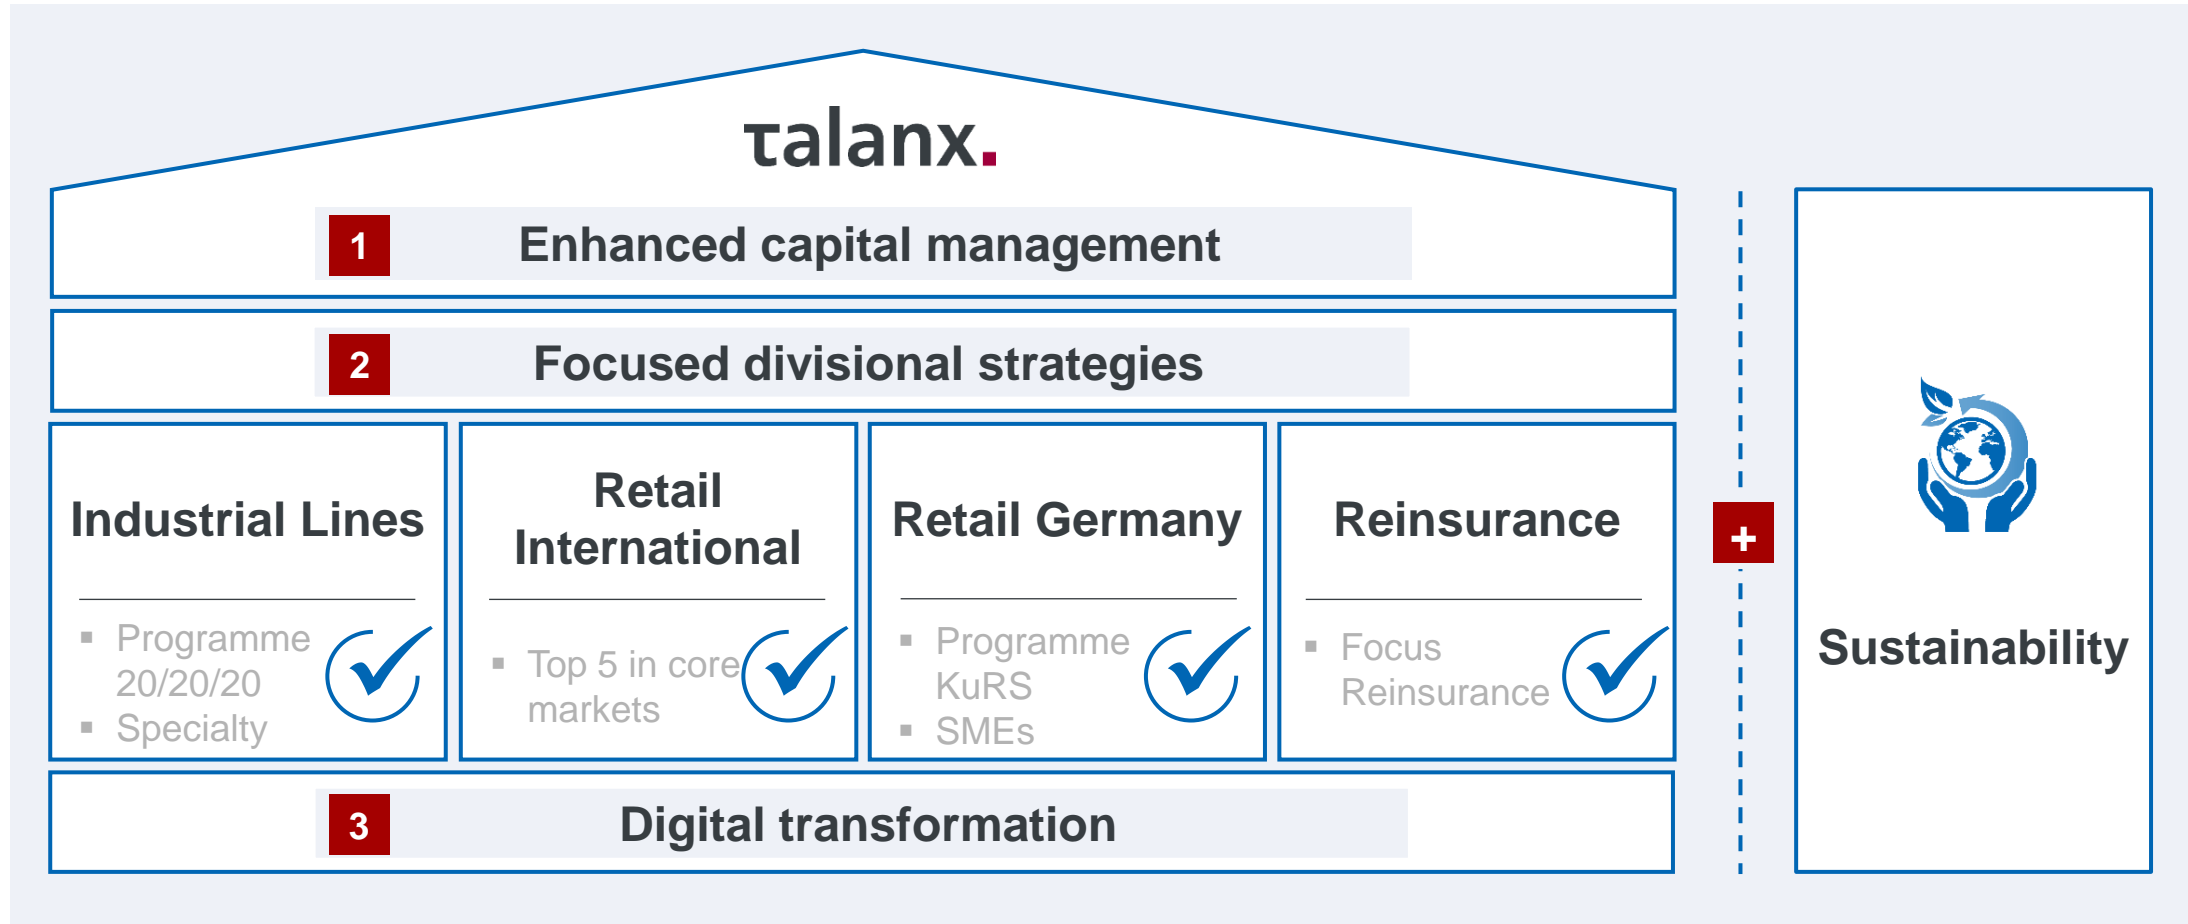 τalanx.
1 Enhanced capital management
2 Focused divisional strategies
Industrial Lines
▪ Programme
20/20/20
▪ Specialty
Retail
International
▪ Top 5 in core
markets
Retail Germany
▪ Programme
KuRS
▪ SMEs
Reinsurance
▪ Focus
Reinsurance
3 Digital transformation
+
Sustainability